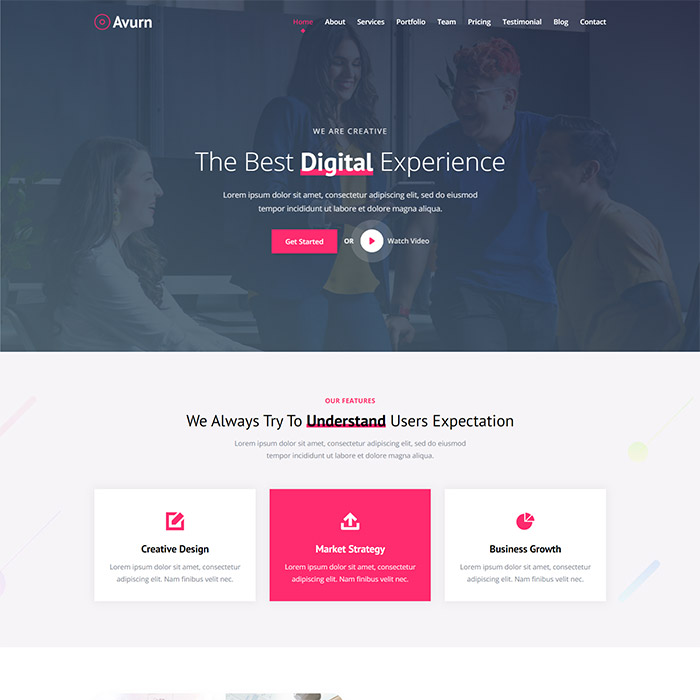 Avurn
Home About Services Portfolio Team Pricing Testimonial Blog Contact
WE ARE CREATIVE
The Best Digital Experience
Lorem ipsum dolor sit amet, consectetur adipiscing elit, sed do eiusmod
tempor incididunt ut labore et dolore magna aliqua.
Get Started OR Watch Video
OUR FEATURES
We Always Try To Understand Users Expectation
Lorem ipsum dolor sit amet, consectetur adipiscing elit, sed do eiusmod
tempor incididunt ut labore et dolore magna aliqua.
Creative Design
Lorem ipsum dolor sit amet, consectetur
adipiscing elit. Nam finibus velit nec.
Market Strategy
Lorem ipsum dolor sit amet, consectetur
adipiscing elit. Nam finibus velit nec.
Business Growth
Lorem ipsum dolor sit amet, consectetur
adipiscing elit. Nam finibus velit nec.